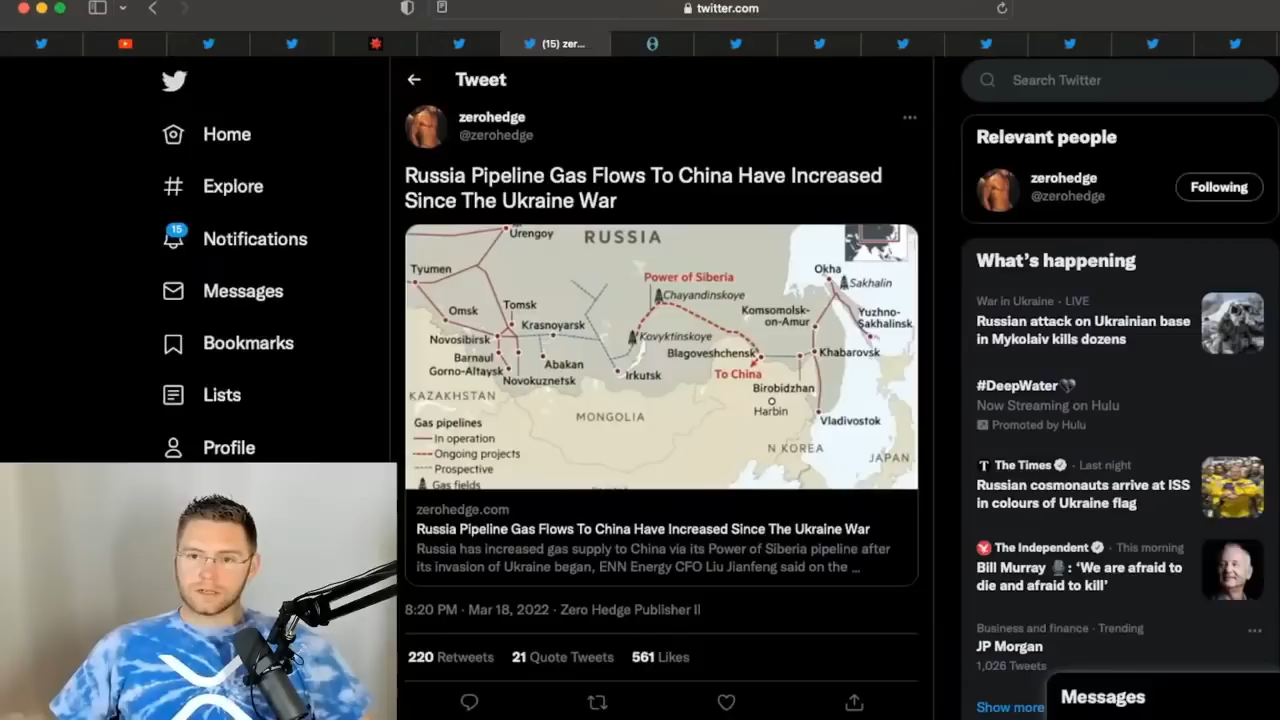 twitter.com
(15) zer...
Home
Explore
15
Notifications
Messages
Bookmarks
Lists
Profile
Tweet
zerohedge
@zerohedge
Russia Pipeline Gas Flows To China Have Increased
Since The Ukraine War
Urengoy
RUSSIA
Tyumen
Power of Siberia
Okha
Sakhalin
Chayandinskoye
Omsk
Tomsk
Komsomolsk-
on-Amur
Yuzhno-
Sakhalinsk
Krasnoyarsk
Novosibirsk
Kovyktinskoye
Blagoveshchensk
Khabarovsk
Barnaul
Abakan
Gorno-Altaysk
Irkutsk
To China
Novokuznetsk
Birobidzhan
KAZAKHSTAN
Harbin
MONGOLIA
Vladivostok
Gas pipelines
In operation
N KOREA
Ongoing projects
JAPAN
Prospective
Gas fields
zerohedge.com
Russia Pipeline Gas Flows To China Have Increased Since The Ukraine War
Russia has increased gas supply to China via its Power of Siberia pipeline after
its invasion of Ukraine began, ENN Energy CFO Liu Jianfeng said on the ...
8:20 PM · Mar 18, 2022 · Zero Hedge Publisher II
220 Retweets 21 Quote Tweets 561 Likes
Search Twitter
Relevant people
zerohedge
@zerohedge
Following
What's happening
War in Ukraine · LIVE
Russian attack on Ukrainian base
in Mykolaiv kills dozens
#DeepWater
Now Streaming on Hulu
Promoted by Hulu
The Times · Last night
Russian cosmonauts arrive at ISS
in colours of Ukraine flag
The Independent · This morning
Bill Murray : 'We are afraid to
die and afraid to kill'
Business and finance · Trending
JP Morgan
1,026 Tweets
Show more
Messages